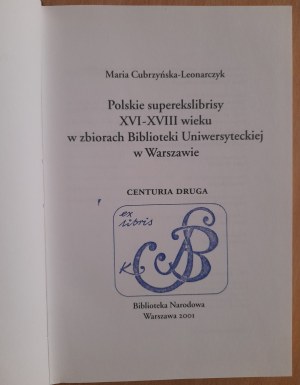 Maria Cubrzyńska-Leonarczyk
Polskie superekslibrisy
XVI-XVIII wieku
w zbiorach Biblioteki Uniwersyteckiej
w Warszawie
CENTURIA DRUGA
ex
libris
Biblioteka Narodowa
Warszawa 2001